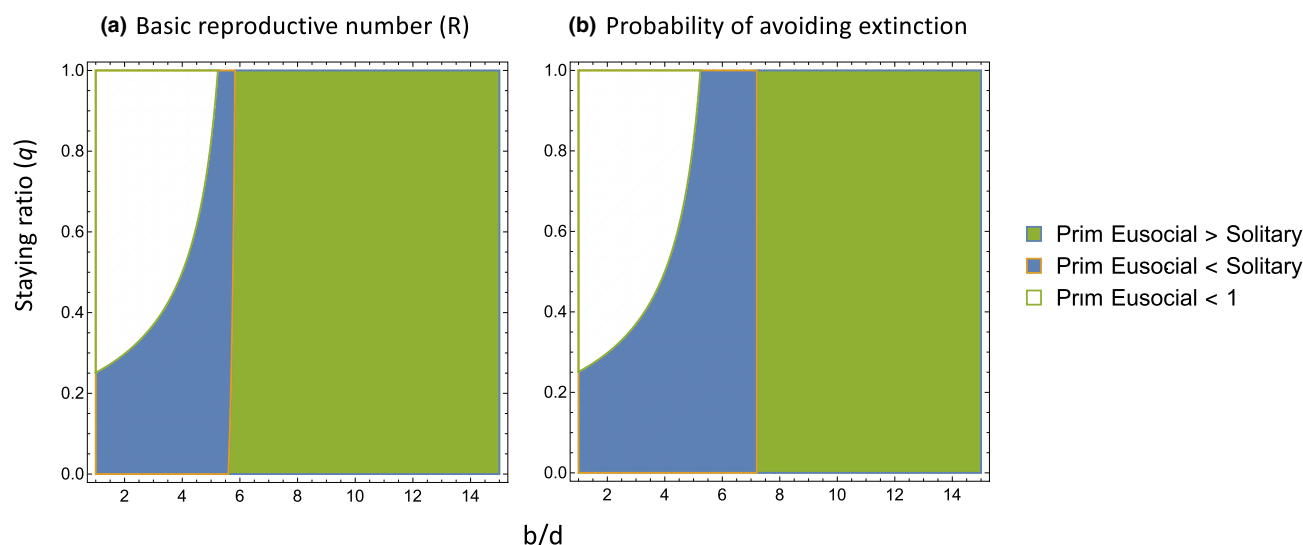 (a) Basic reproductive number (R)
(b) Probability of avoiding extinction
Staying ratio (q)
1.0
0.8
0.6
0.4
0.2
0.0
2 4 6 8 10 12 14
1.0
0.8
0.6
0.4
0.2
0.0
2 4 6 8 10 12 14
b/d
Prim Eusocial > Solitary
Prim Eusocial < Solitary
Prım Eusocial < 1